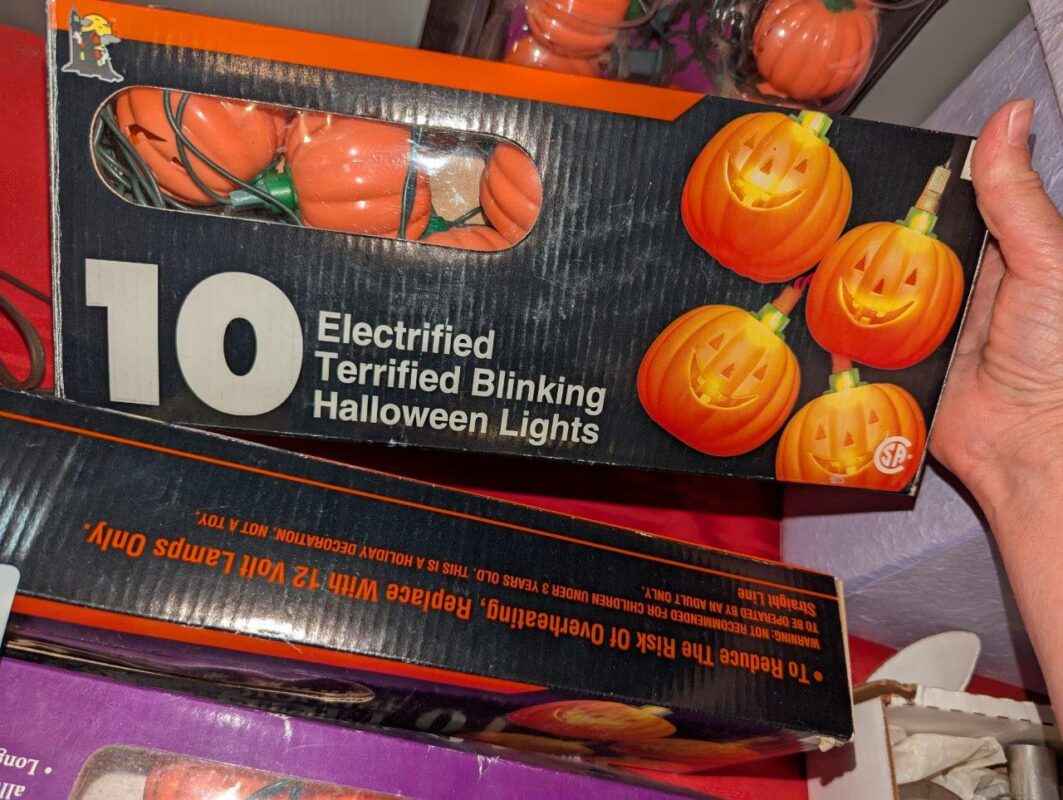 10
Electrified
Terrified Blinking
Halloween Lights
• To Reduce The Risk Of Overheating, Replace With 12 Volt Lamps Only.
WARNING: NOT RECOMMENDED FOR CHILDREN UNDER 3 YEARS OLD. THIS IS A HOLIDAY DECORATION, NOT A TOY.
TO BE OPERATED BY AN ADULT ONLY.
Straight Line